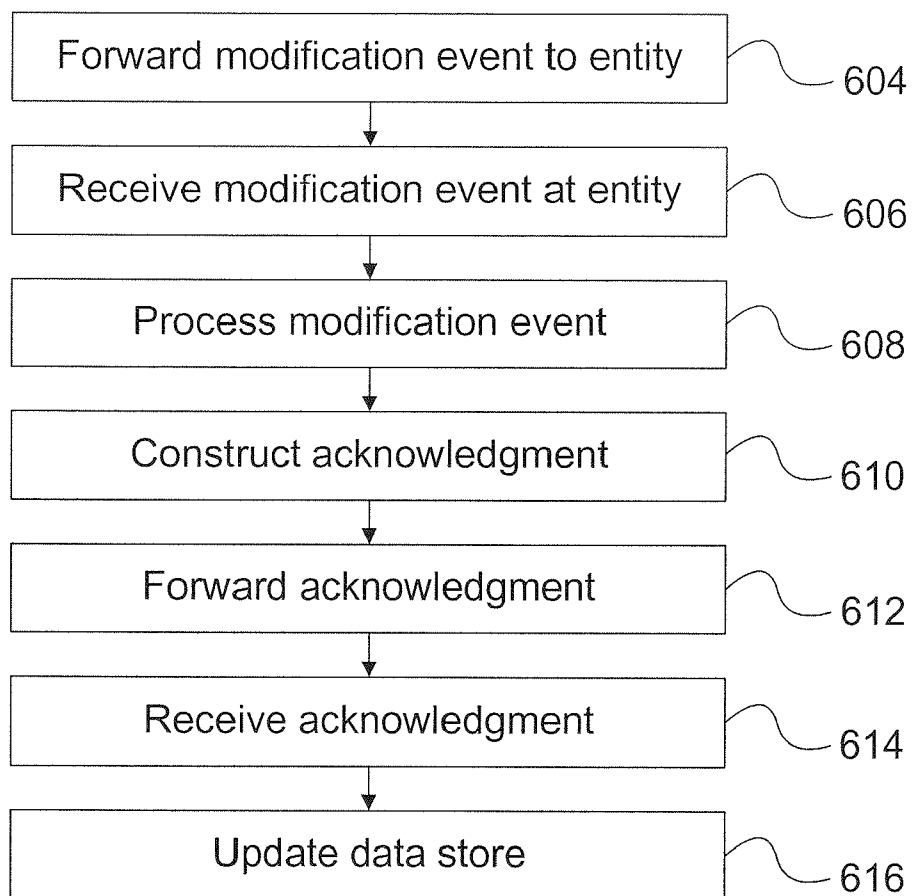 Forward modification event to entity
604
Receive modification event at entity
606
Process modification event
608
Construct acknowledgment
610
Forward acknowledgment
612
Receive acknowledgment
614
Update data store
616